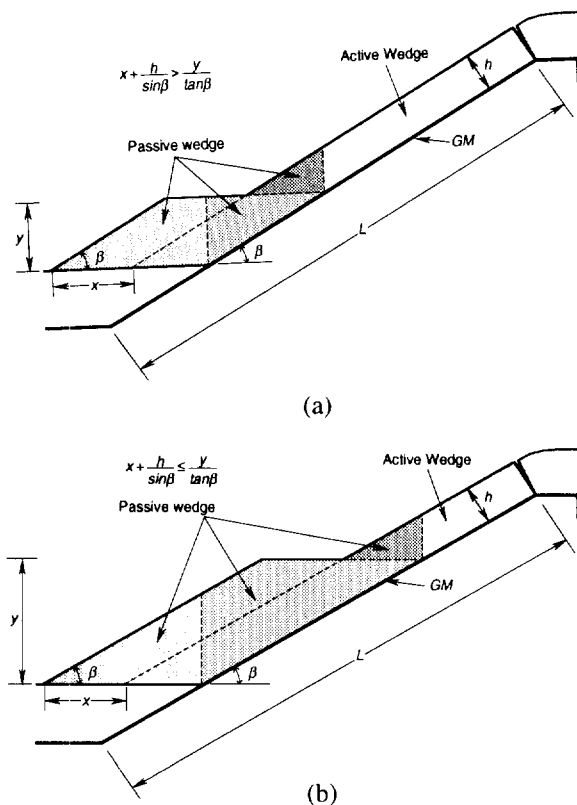 x + h/sinβ > y/tanβ
Active Wedge
h
Passive wedge
GM
y
L
β
β
x
(a)
x + h/sinβ ≤ y/tanβ
Active Wedge
h
Passive wedge
GM
y
L
β
β
x
(b)